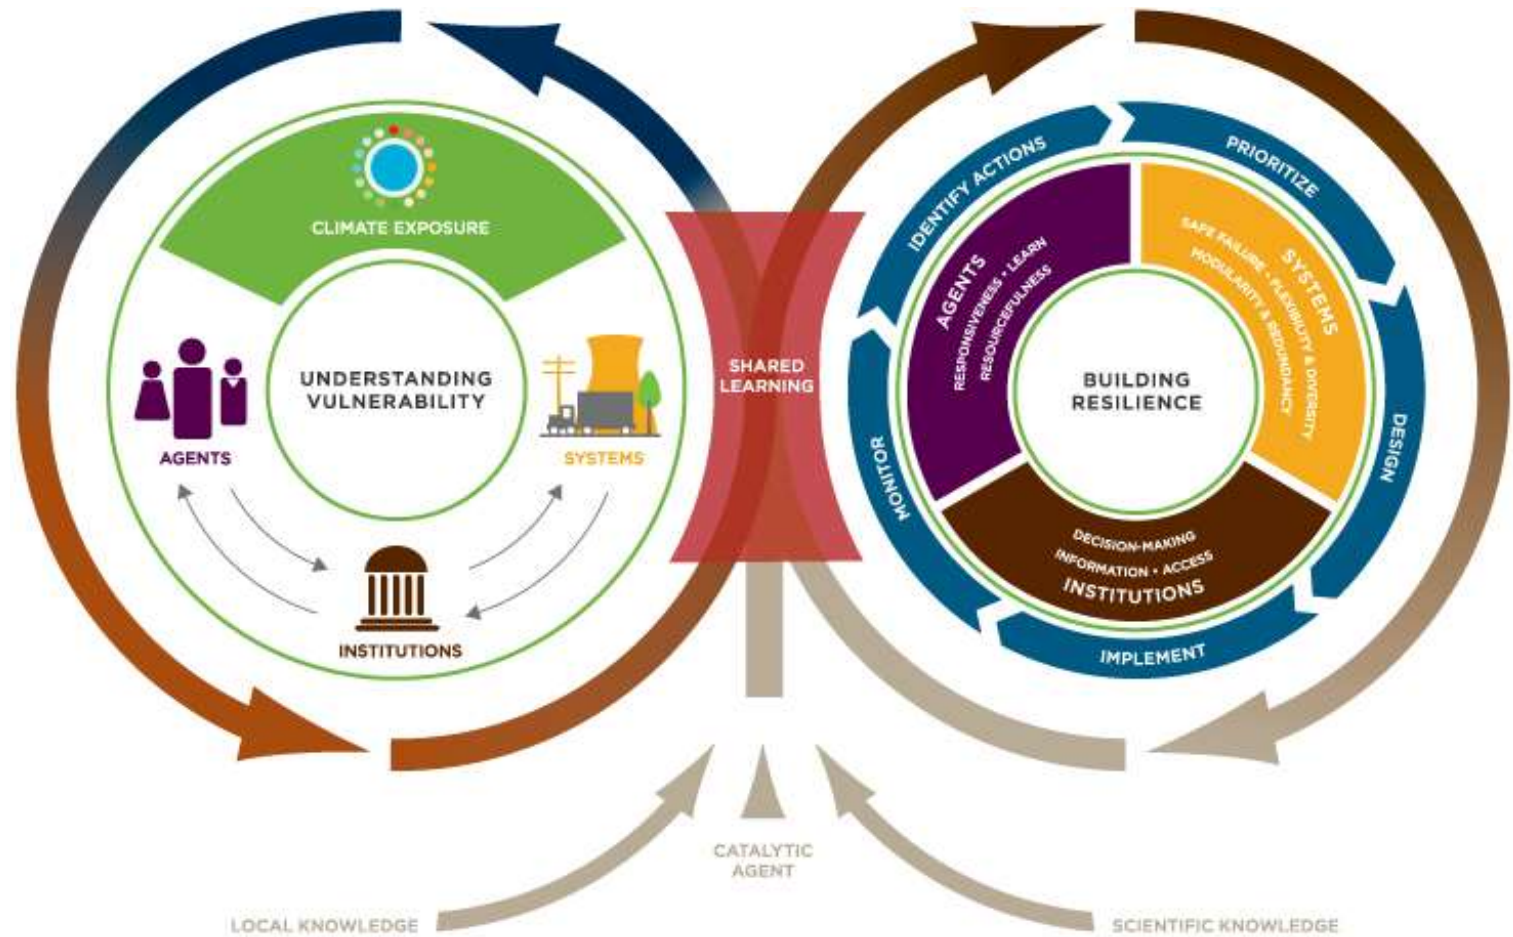 CLIMATE EXPOSURE
UNDERSTANDING
VULNERABILITY
AGENTS
SYSTEMS
INSTITUTIONS
SHARED
LEARNING
IDENTIFY ACTIONS
PRIORITIZE
DESIGN
IMPLEMENT
MONITOR
AGENTS
RESPONSIVENESS • LEARN
RESOURCEFULNESS
SYSTEMS
SAFE FAILURE • FLEXIBILITY & DIVERSITY
MODULARITY & REDUNDANCY
BUILDING
RESILIENCE
DECISION-MAKING
INFORMATION • ACCESS
INSTITUTIONS
CATALYTIC
AGENT
LOCAL KNOWLEDGE
SCIENTIFIC KNOWLEDGE